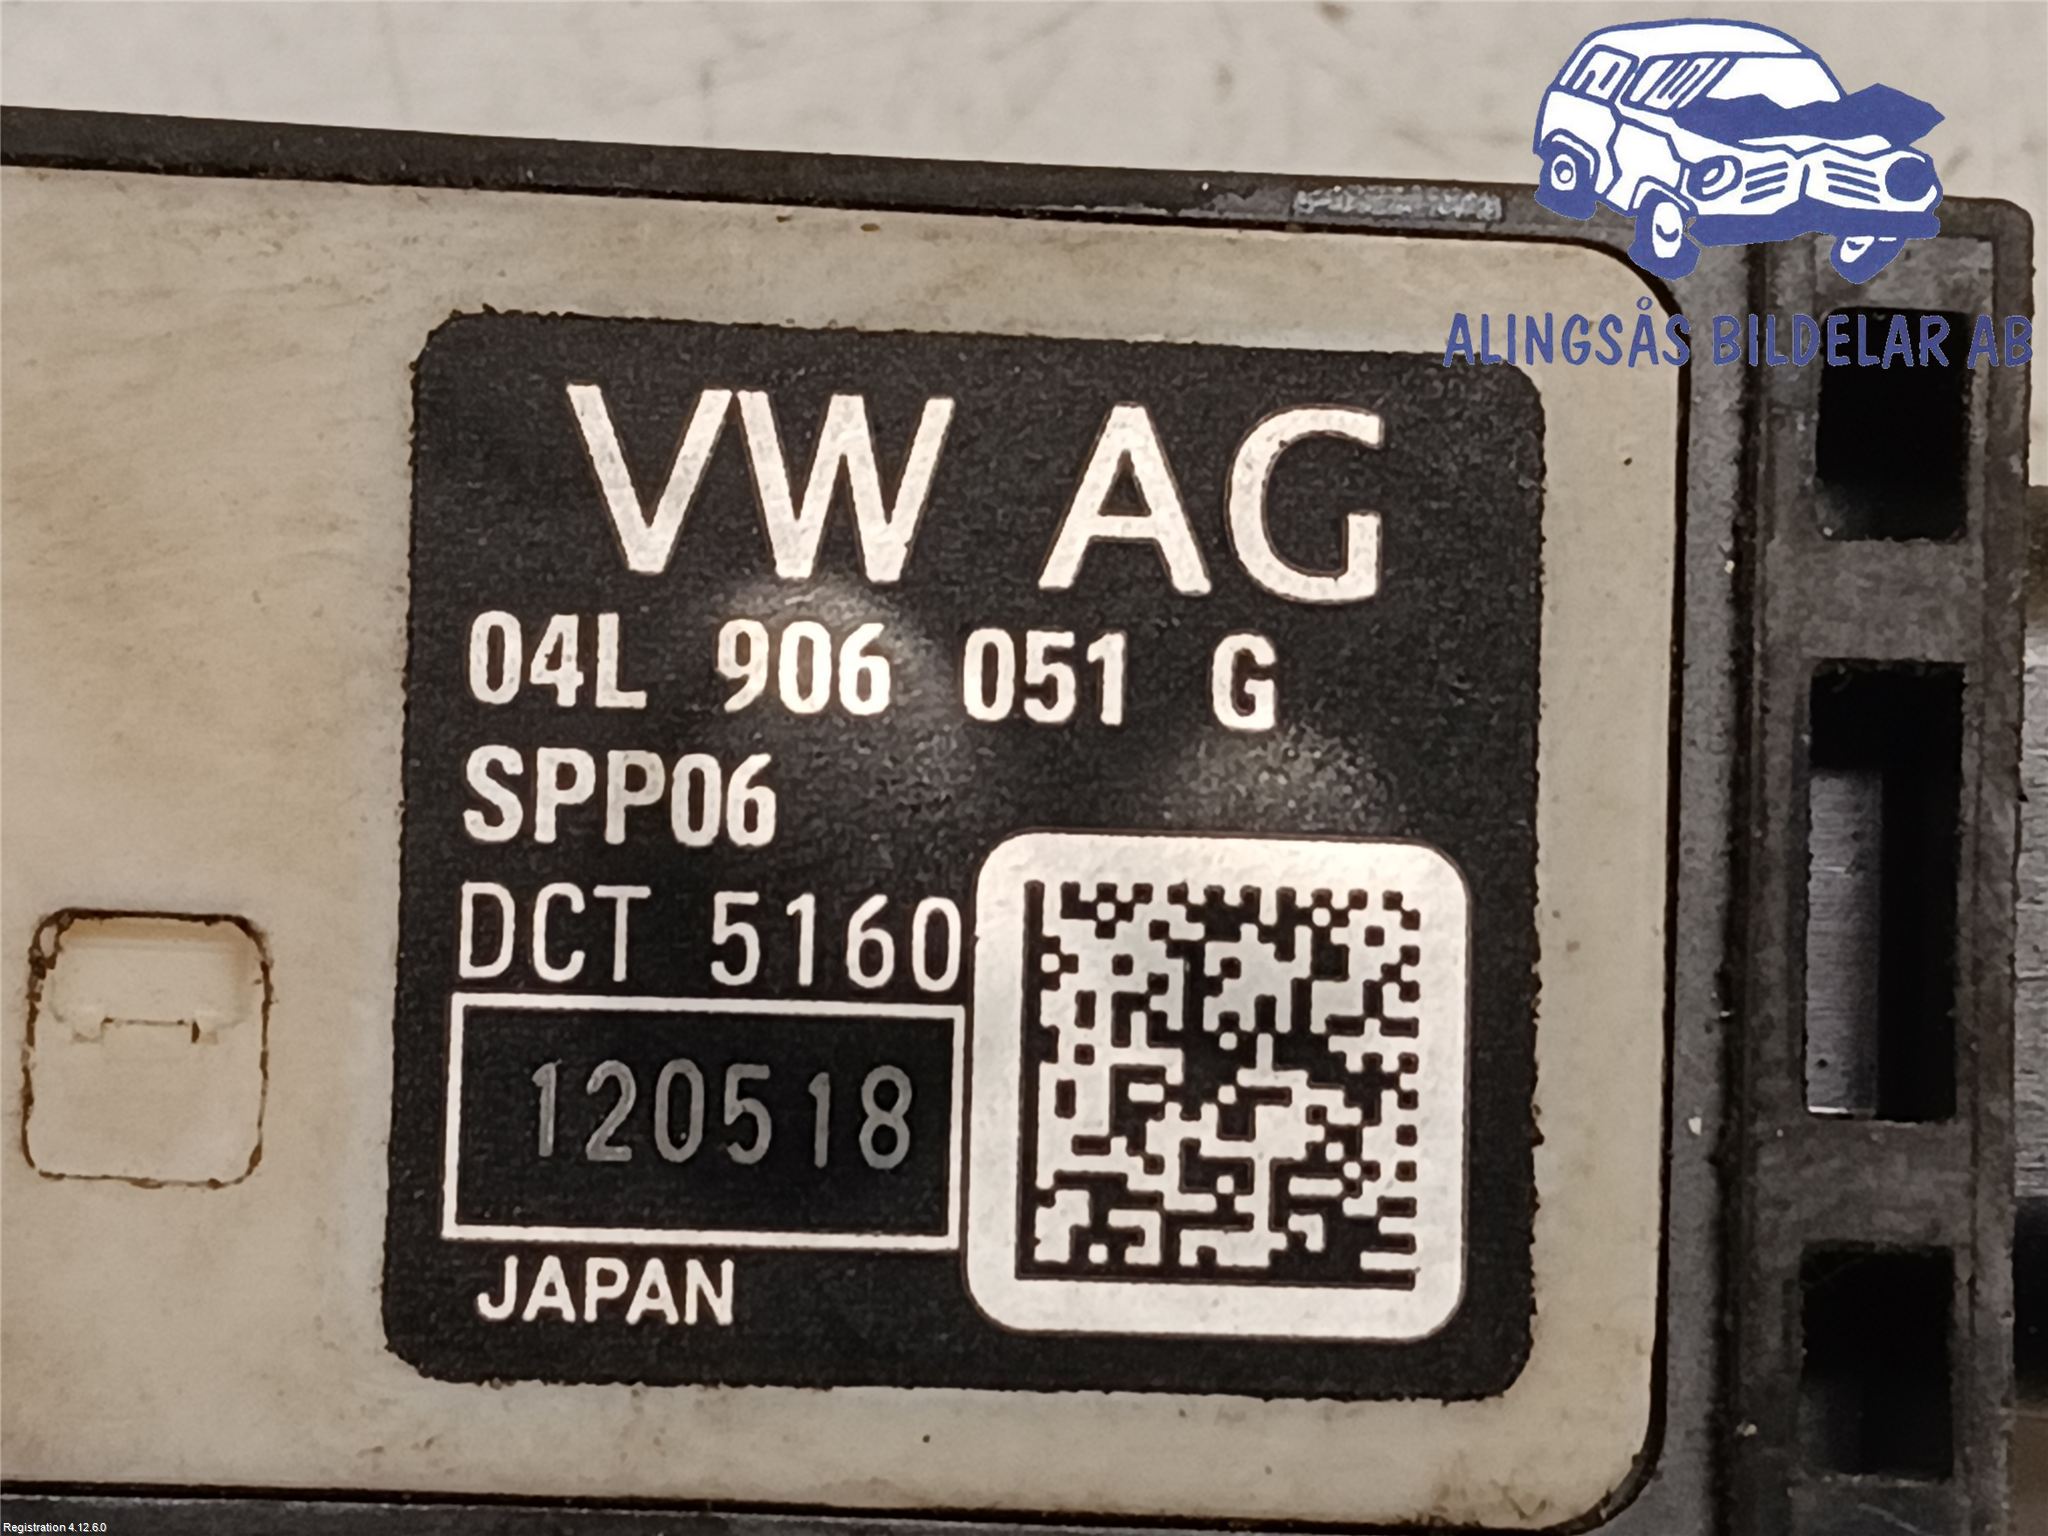 ALINGSÅS BILDELAR AB
VW AG
04L 906 051 G
SPP06
DCT 5160
120518
JAPAN
Registration 4.12.6.0